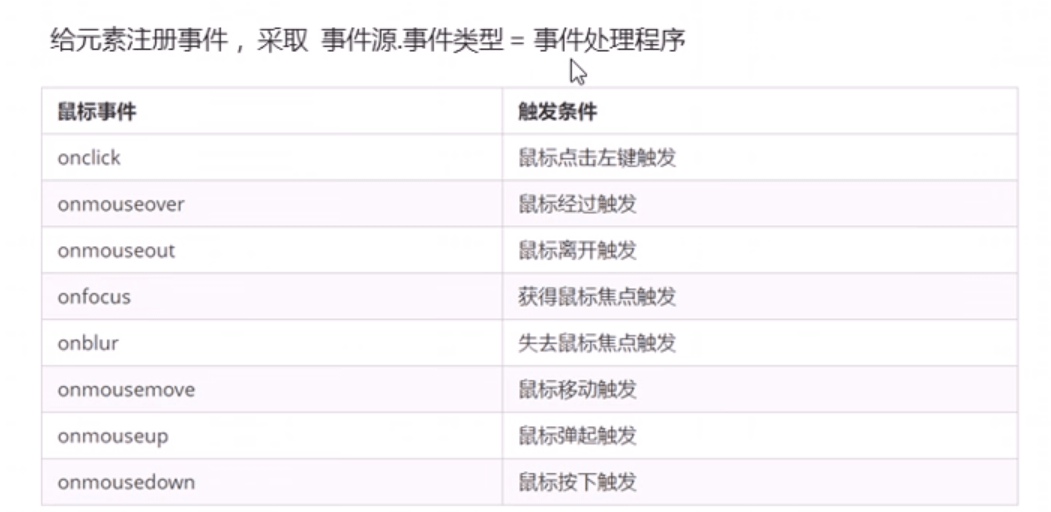 给元素注册事件，采取 事件源.事件类型 = 事件处理程序
鼠标事件 触发条件
onclick 鼠标点击左键触发
onmouseover 鼠标经过触发
onmouseout 鼠标离开触发
onfocus 获得鼠标焦点触发
onblur 失去鼠标焦点触发
onmousemove 鼠标移动触发
onmouseup 鼠标弹起触发
onmousedown 鼠标按下触发